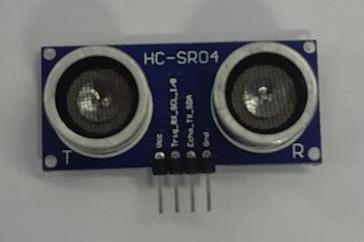 HC-SR04
T
R
Vcc
Trig_RX_SCL_I/O
Echo_TX_SDA
Gnd